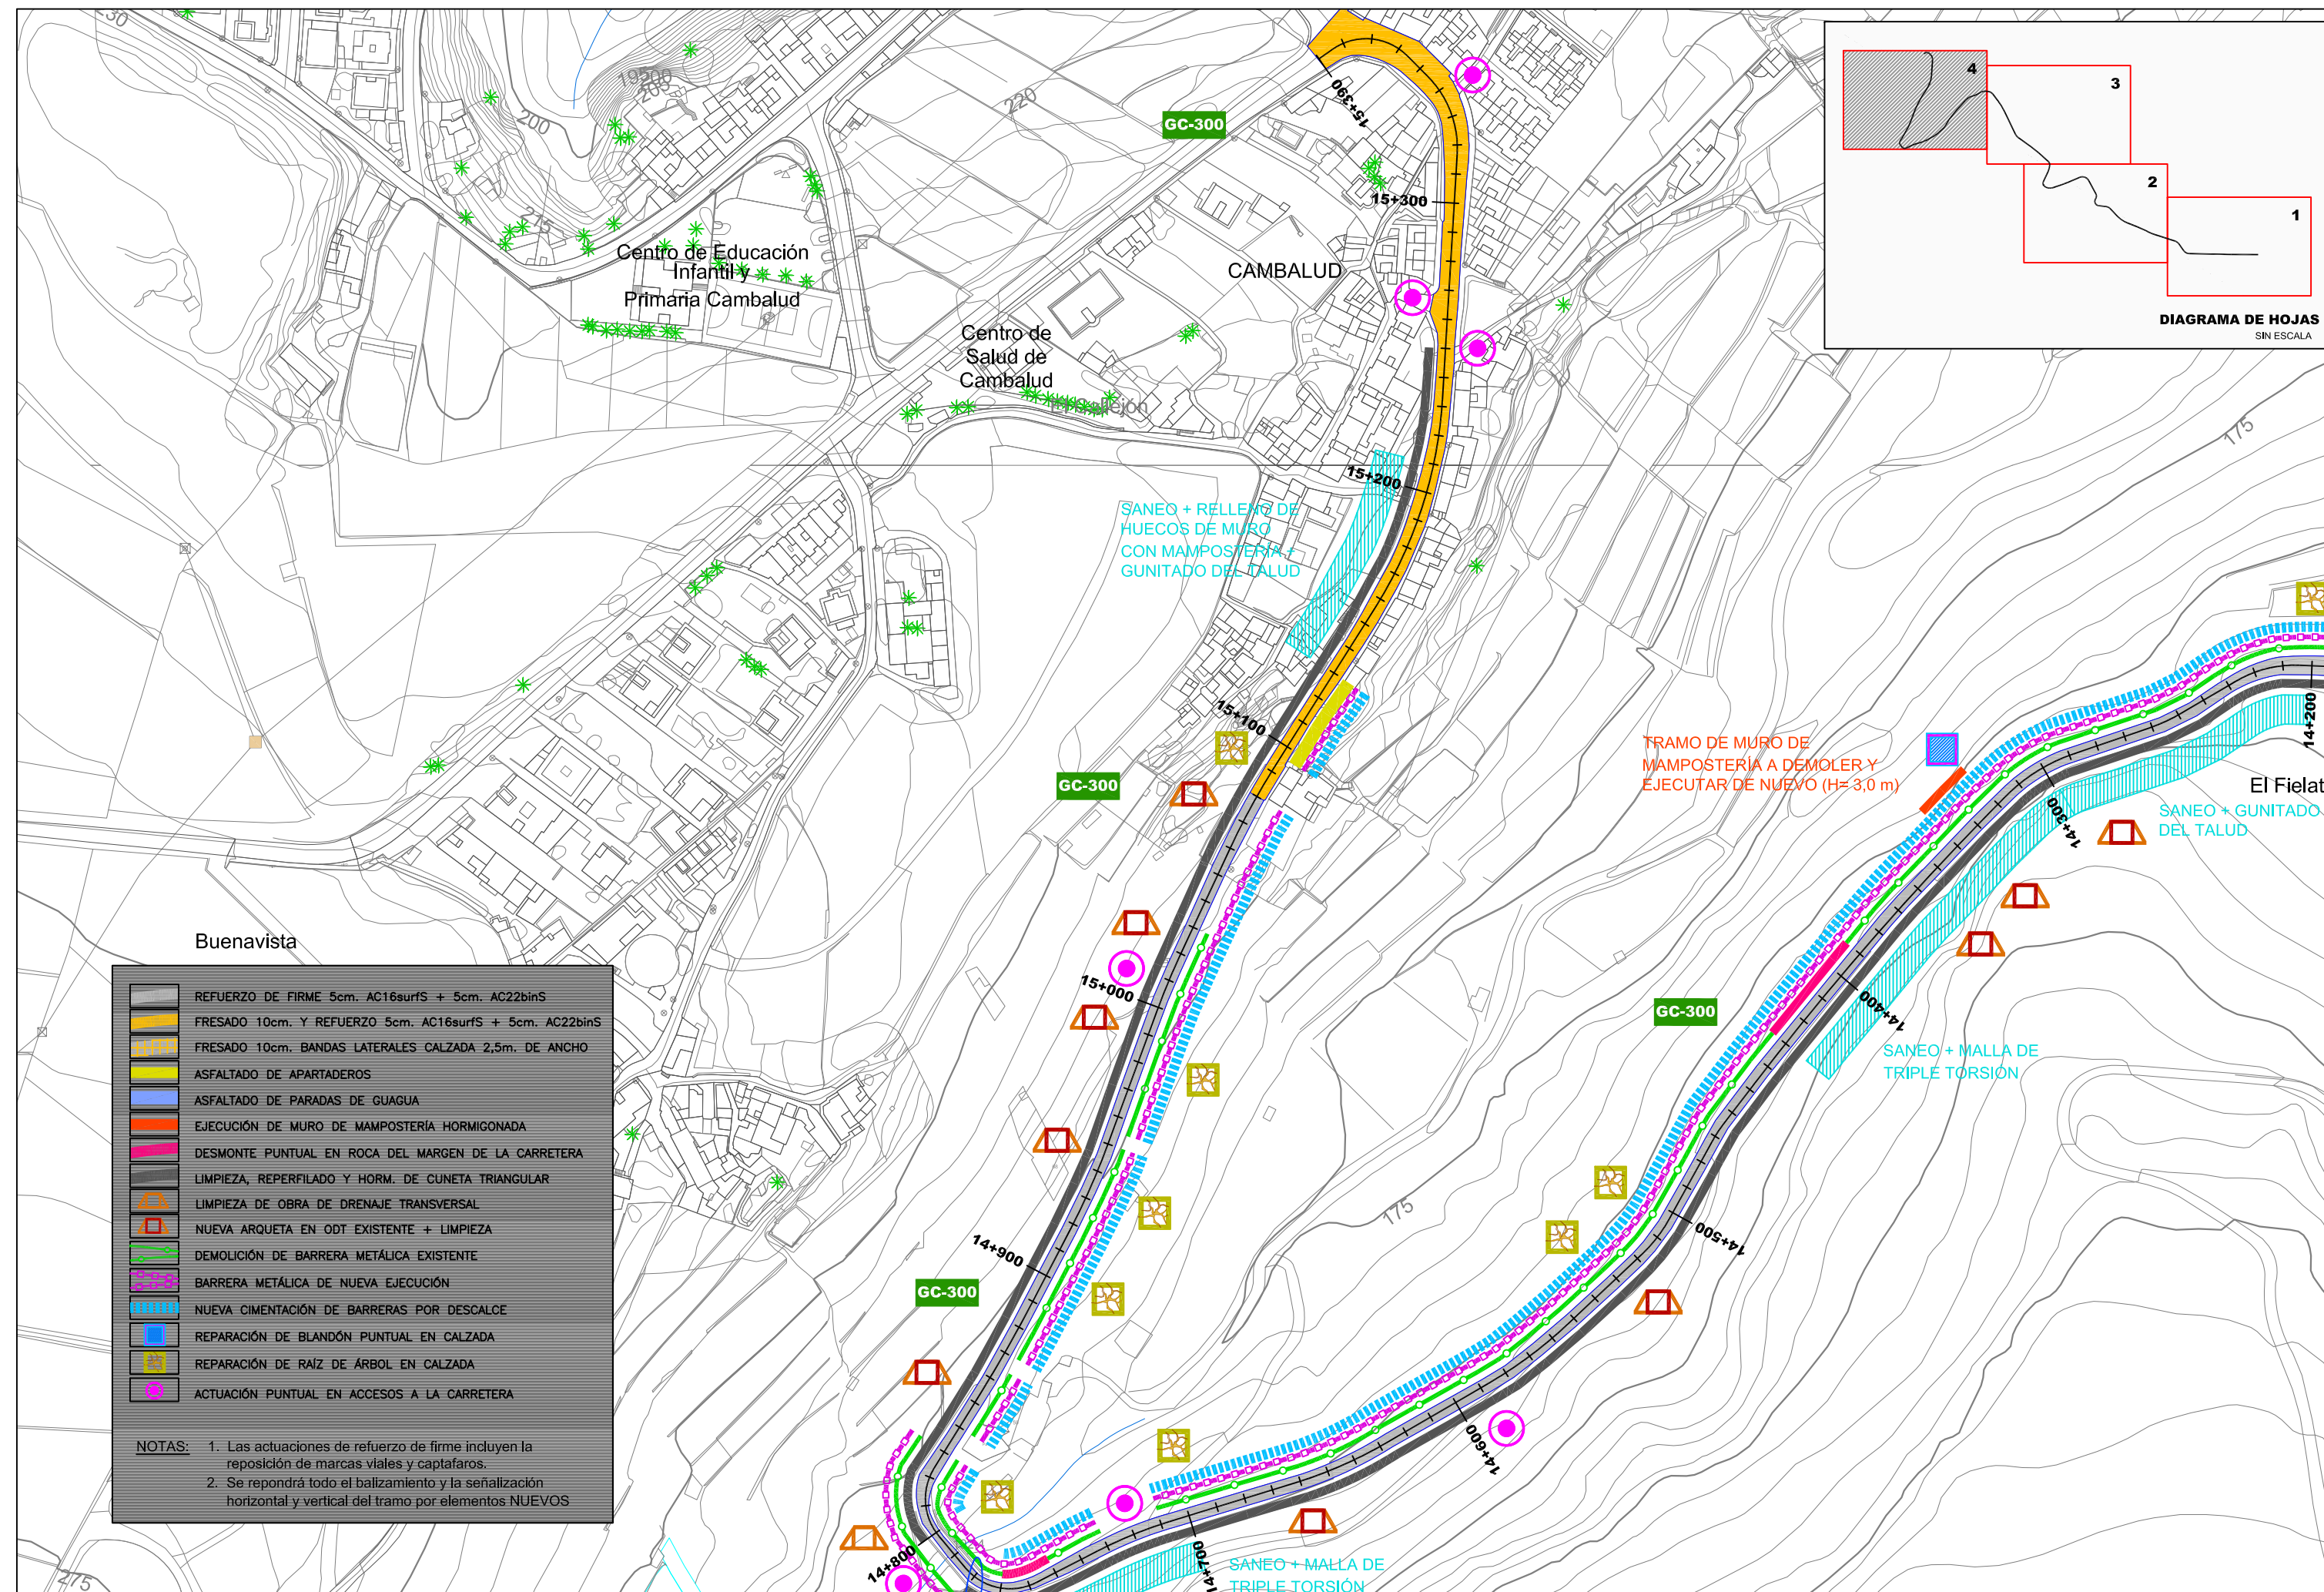 230
200
19200
205
220
215
GC-300
15+390
15+300
CAMBALUD
Centro de Educación
Infantil y
Primaria Cambalud
Centro de
Salud de
Cambalud
El Callejón
4
3
2
1
DIAGRAMA DE HOJAS
SIN ESCALA
175
15+200
SANEO + RELLENO DE
HUECOS DE MURO
CON MAMPOSTERÍA +
GUNITADO DEL TALUD
15+100
GC-300
TRAMO DE MURO DE
MAMPOSTERÍA A DEMOLER Y
EJECUTAR DE NUEVO (H= 3,0 m)
14+200
El Fielat
SANEO + GUNITADO
DEL TALUD
14+300
15+000
GC-300
14+400
SANEO + MALLA DE
TRIPLE TORSIÓN
175
14+500
14+900
GC-300
14+600
14+700
14+800
SANEO + MALLA DE
TRIPLE TORSIÓN
275
Buenavista
REFUERZO DE FIRME 5cm. AC16surfS + 5cm. AC22binS
FRESADO 10cm. Y REFUERZO 5cm. AC16surfS + 5cm. AC22binS
FRESADO 10cm. BANDAS LATERALES CALZADA 2,5m. DE ANCHO
ASFALTADO DE APARTADEROS
ASFALTADO DE PARADAS DE GUAGUA
EJECUCIÓN DE MURO DE MAMPOSTERÍA HORMIGONADA
DESMONTE PUNTUAL EN ROCA DEL MARGEN DE LA CARRETERA
LIMPIEZA, REPERFILADO Y HORM. DE CUNETA TRIANGULAR
LIMPIEZA DE OBRA DE DRENAJE TRANSVERSAL
NUEVA ARQUETA EN ODT EXISTENTE + LIMPIEZA
DEMOLICIÓN DE BARRERA METÁLICA EXISTENTE
BARRERA METÁLICA DE NUEVA EJECUCIÓN
NUEVA CIMENTACIÓN DE BARRERAS POR DESCALCE
REPARACIÓN DE BLANDÓN PUNTUAL EN CALZADA
REPARACIÓN DE RAÍZ DE ÁRBOL EN CALZADA
ACTUACIÓN PUNTUAL EN ACCESOS A LA CARRETERA
NOTAS: 1. Las actuaciones de refuerzo de firme incluyen la
reposición de marcas viales y captafaros.
2. Se repondrá todo el balizamiento y la señalización
horizontal y vertical del tramo por elementos NUEVOS